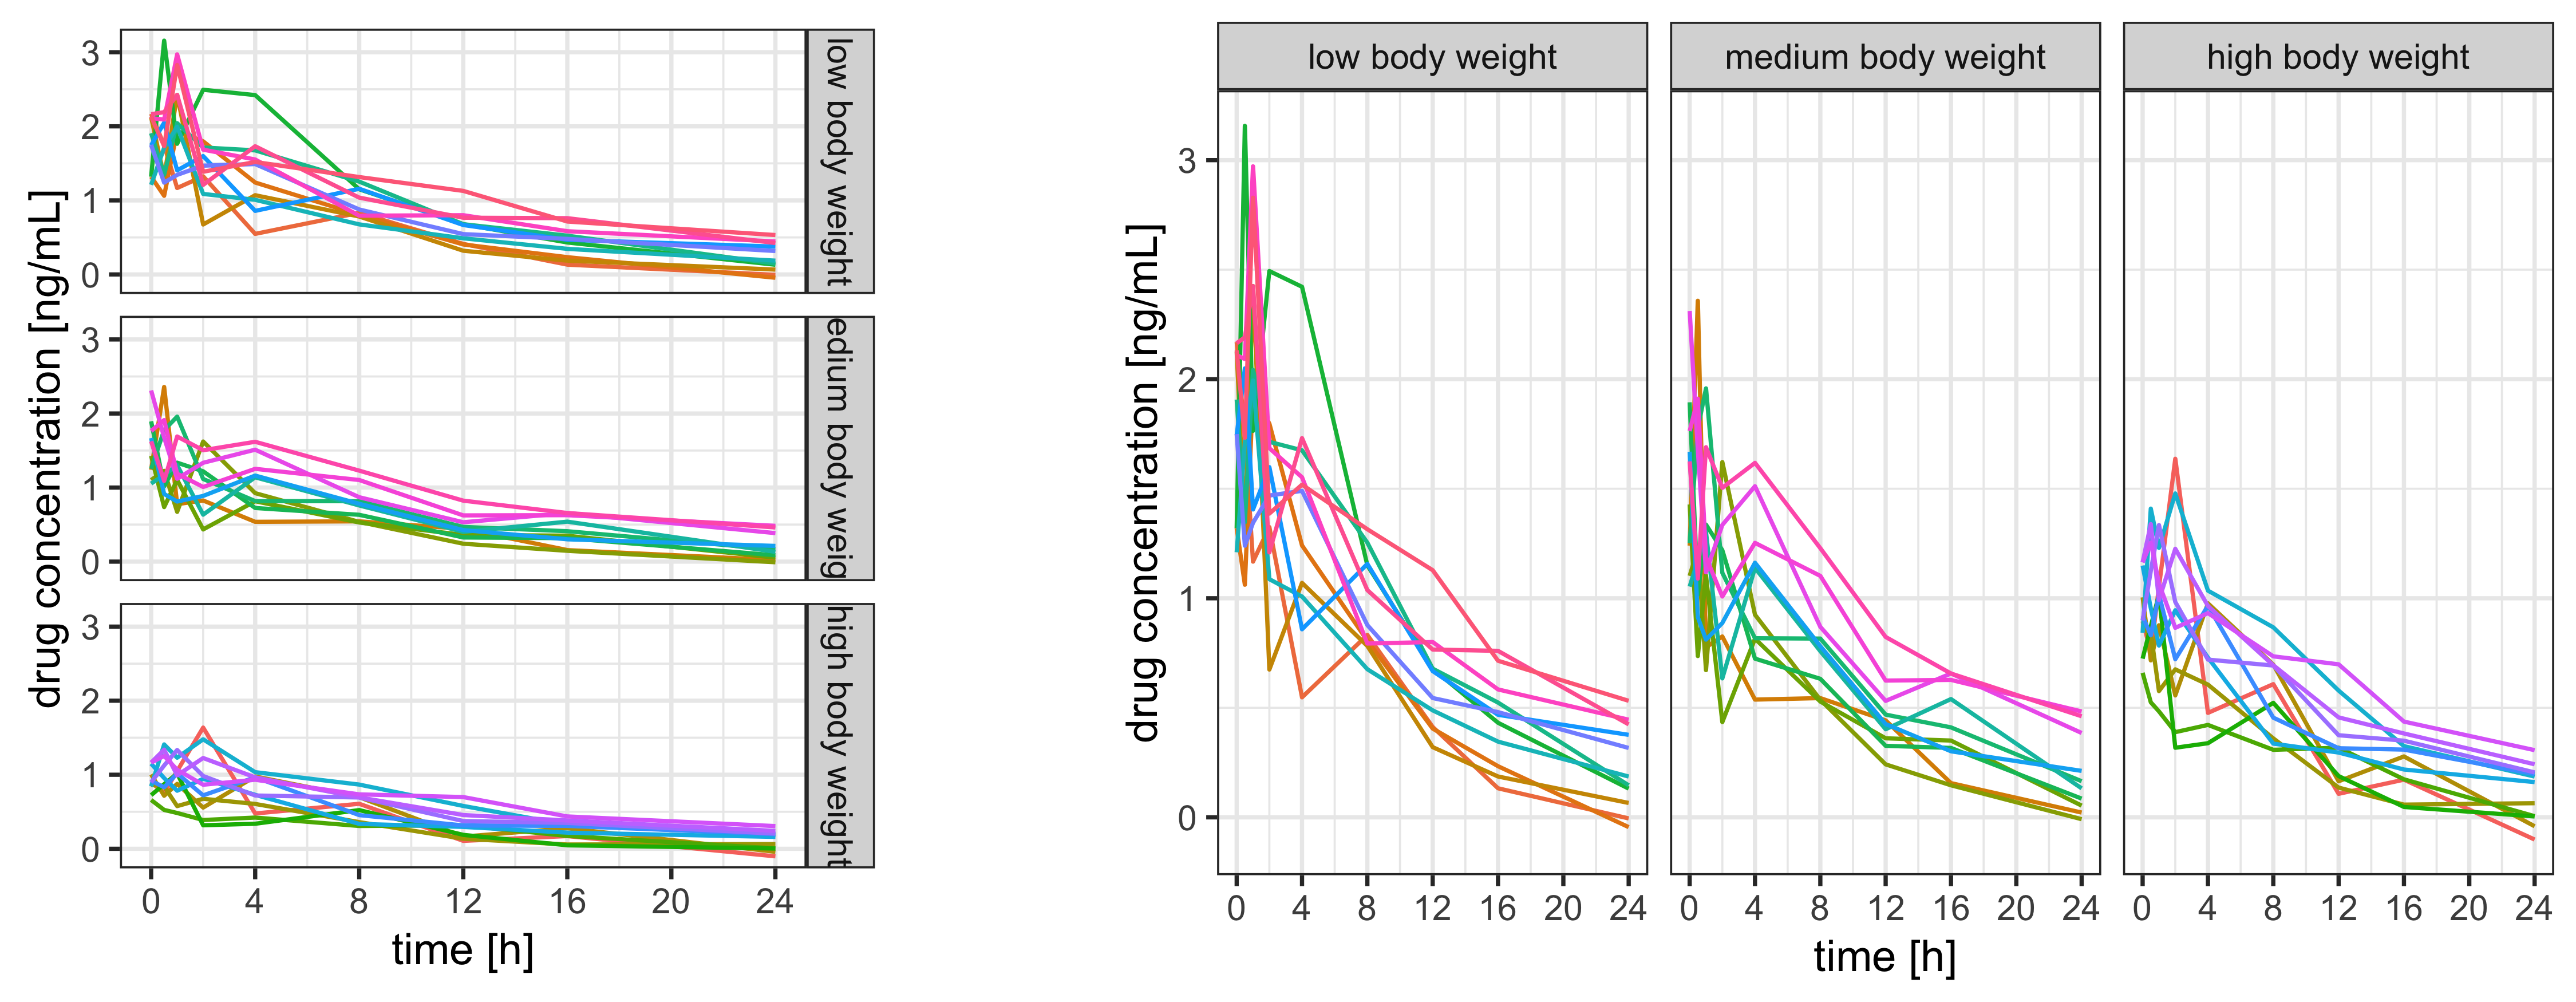 drug concentration [ng/mL]
3
2
1
0
low body weight
3
2
1
0
edium body weig
3
2
1
0
high body weight
0 4 8 12 16 20 24
time [h]
low body weight medium body weight high body weight
drug concentration [ng/mL]
3
2
1
0
0 4 8 12 16 20 24 0 4 8 12 16 20 24 0 4 8 12 16 20 24
time [h]